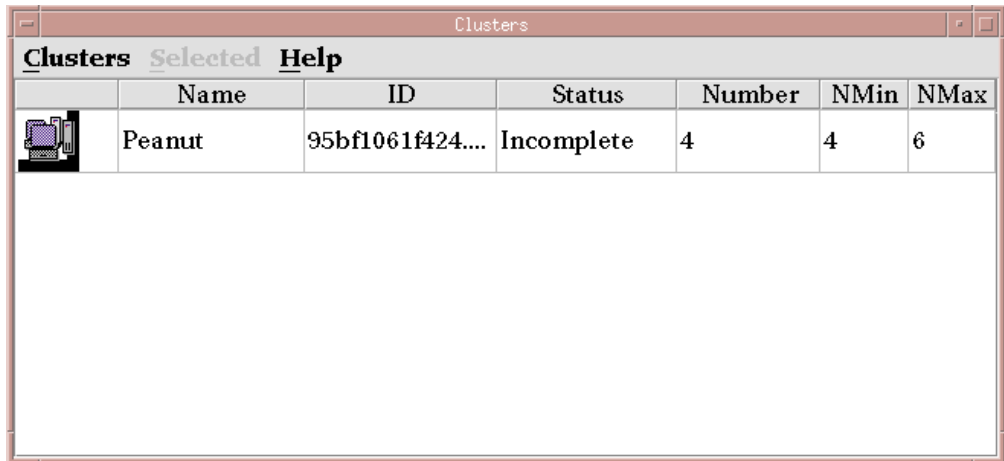 Clusters
Clusters Selected Help
Name ID Status Number NMin NMax
Peanut 95bf1061f424.... Incomplete 4 4 6